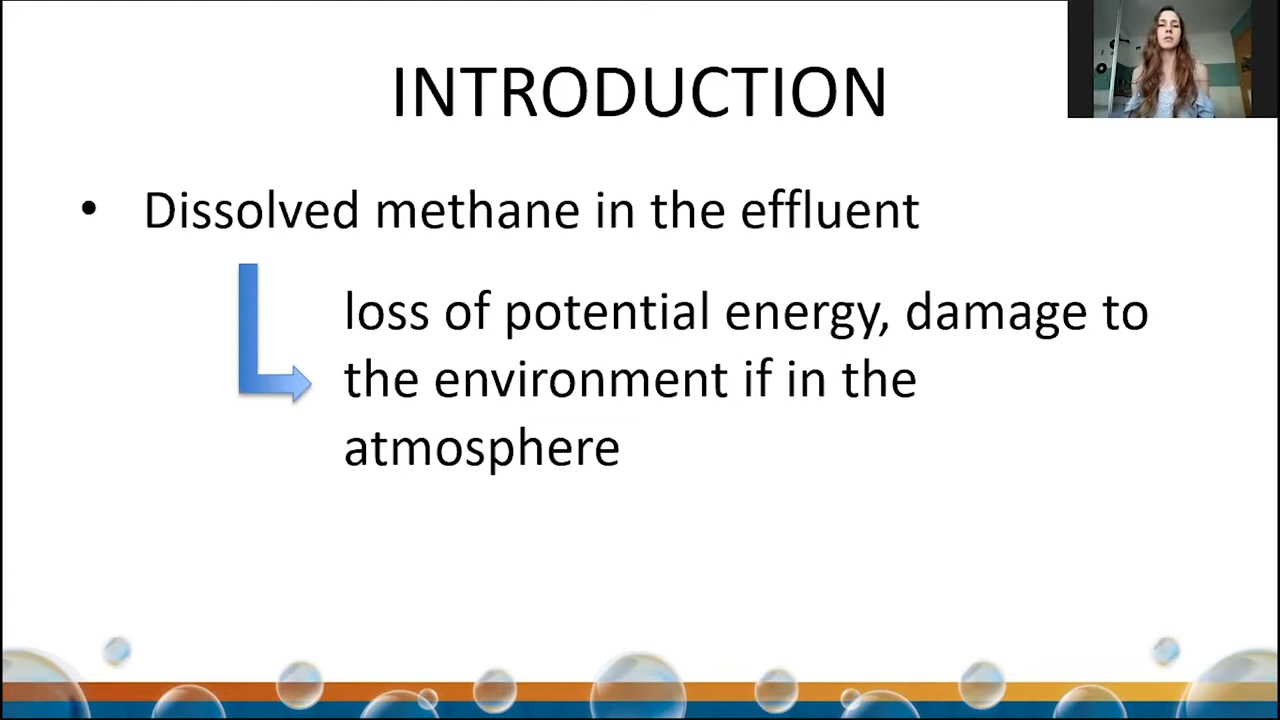 INTRODUCTION
• Dissolved methane in the effluent
loss of potential energy, damage to
the environment if in the
atmosphere